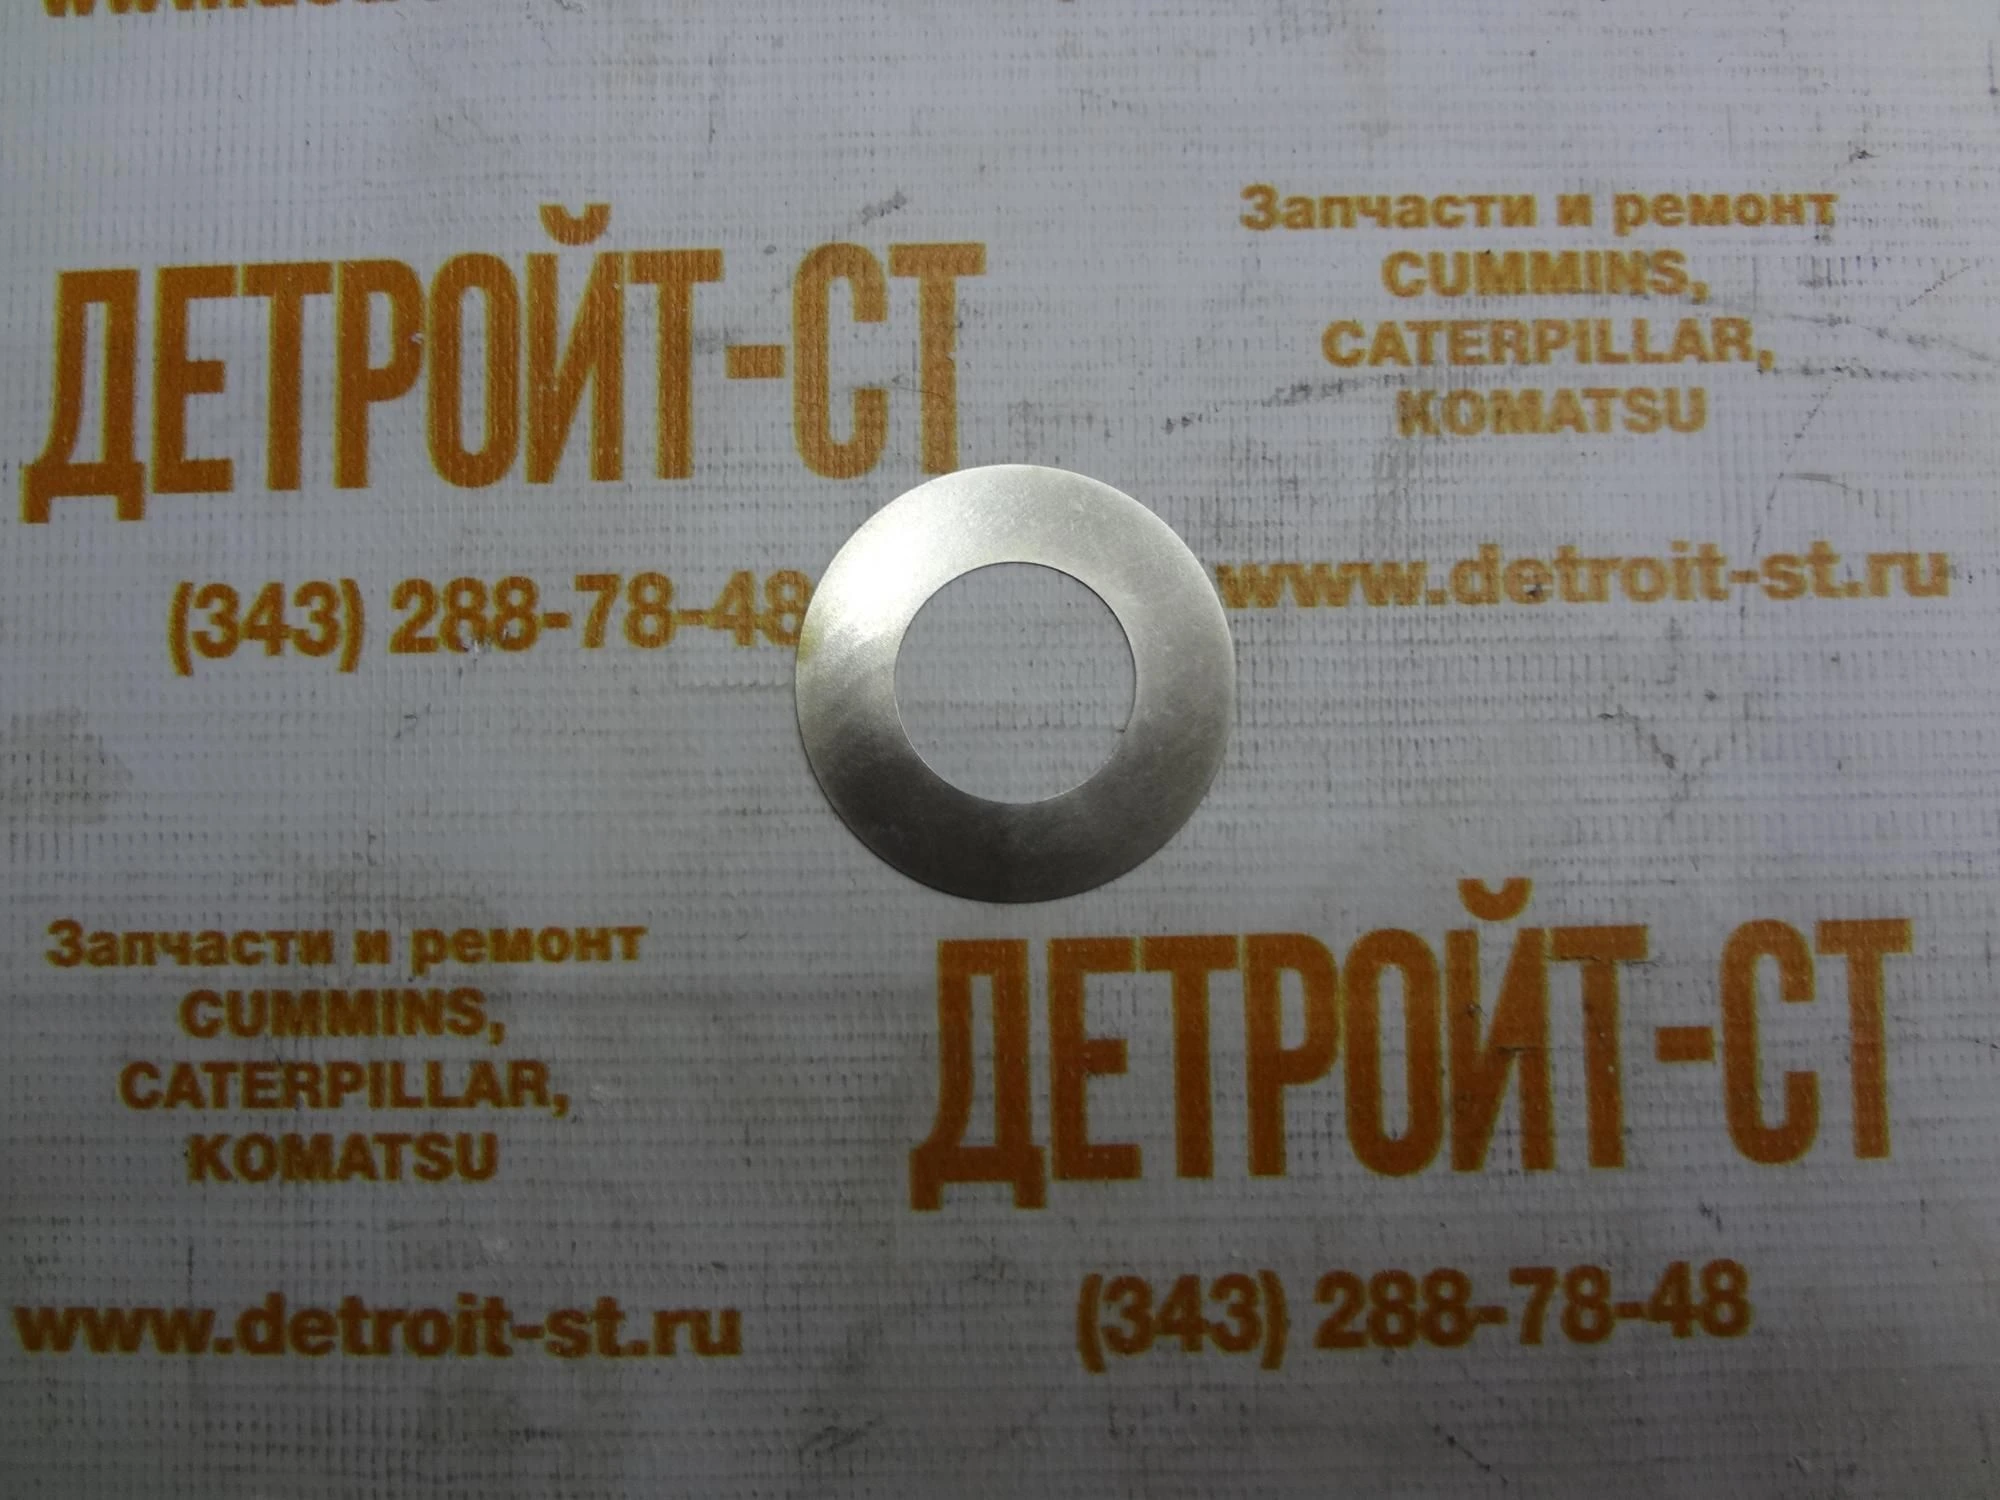 ДЕТРОЙТ-СТ
(343) 288-78-48
Запчасти и ремонт
CUMMINS,
CATERPILLAR,
KOMATSU
www.detroit-st.ru
Запчасти и ремонт
CUMMINS,
CATERPILLAR,
KOMATSU
www.detroit-st.ru
ДЕТРОЙТ-СТ
(343) 288-78-48